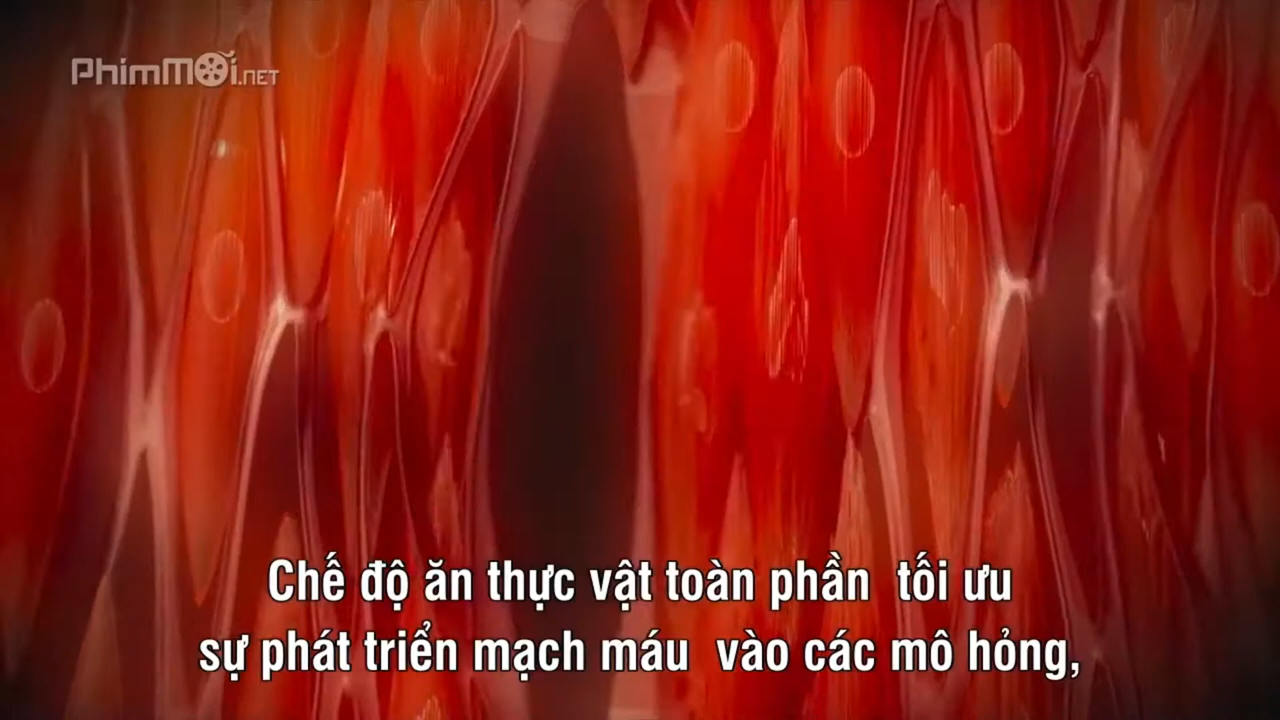 PhimMỗi.NET
Chế độ ăn thực vật toàn phần tối ưu
sự phát triển mạch máu vào các mô hỏng,